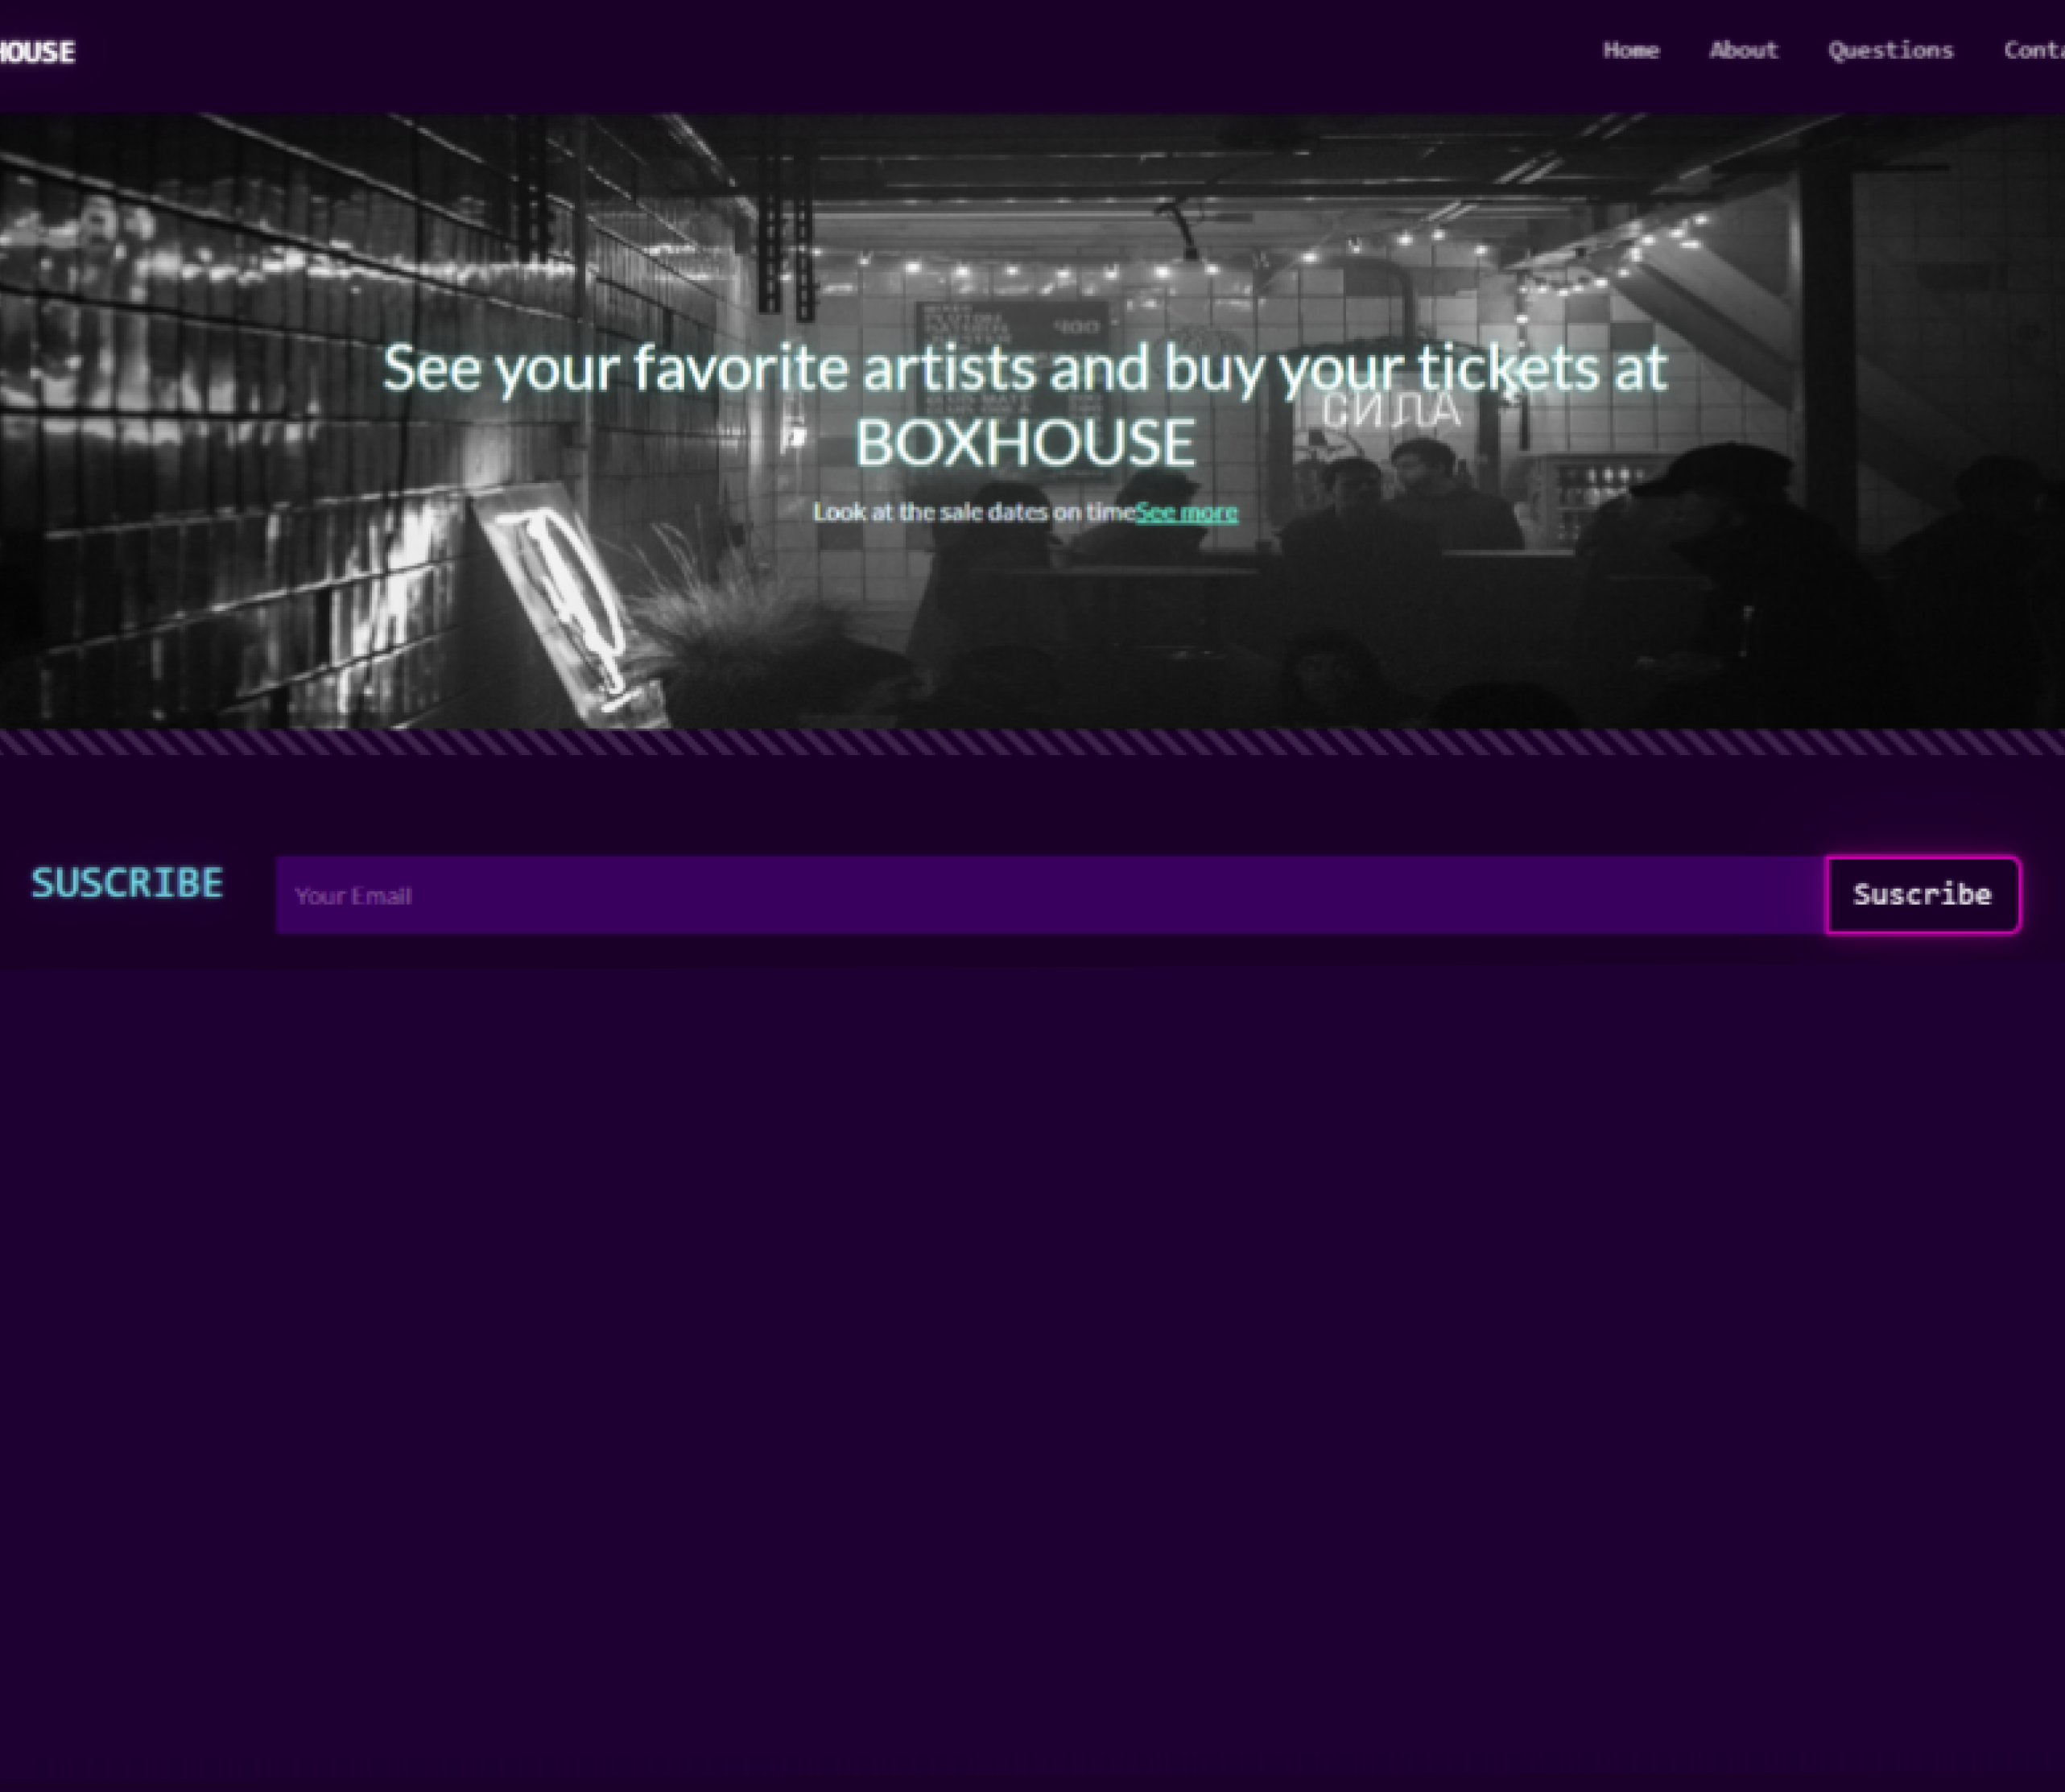 HOUSE
Home About Questions Conta
400
See your favorite artists and buy your tickets at
СИЛА
BOXHOUSE
Look at the sale dates on timeSee more
SUSCRIBE
Your Email
Suscribe